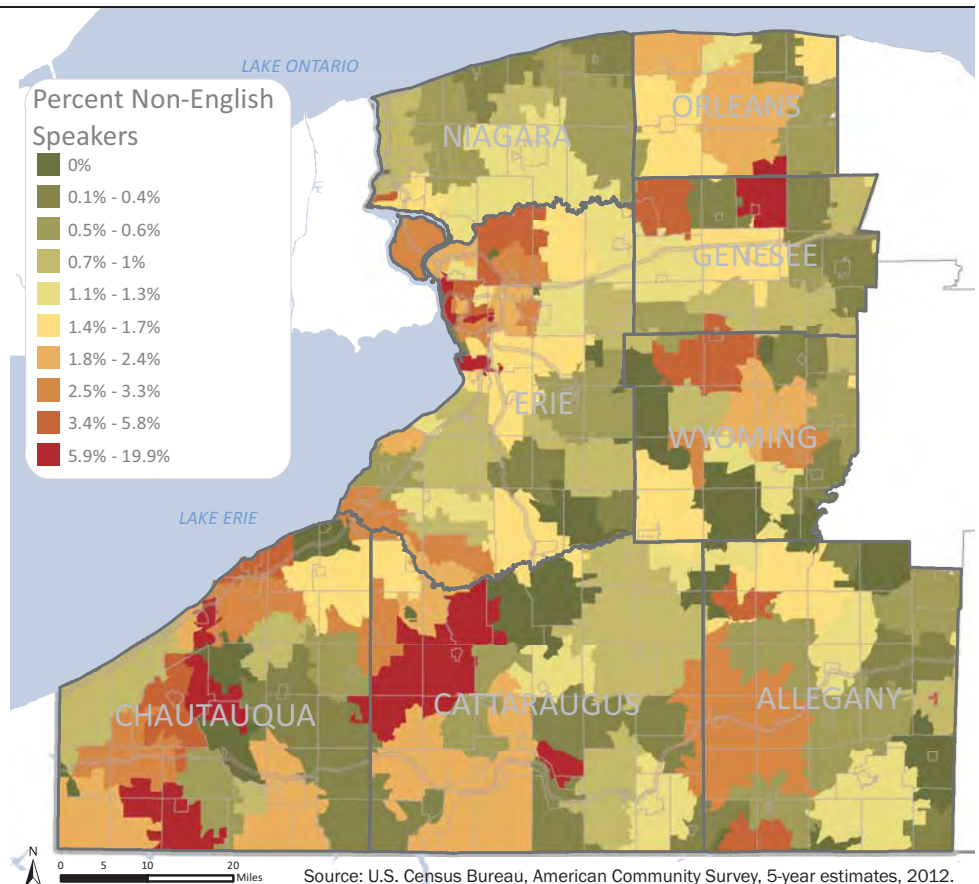 LAKE ONTARIO
Percent Non-English
Speakers
0%
0.1% - 0.4%
0.5% - 0.6%
0.7% - 1%
1.1% - 1.3%
1.4% - 1.7%
1.8% - 2.4%
2.5% - 3.3%
3.4% - 5.8%
5.9% - 19.9%
NIAGARA
ORLEANS
GENESEE
ERIE
WYOMING
LAKE ERIE
CHAUTAUQUA
CATTARAUGUS
ALLEGANY
N
0 5 10 20
Miles
Source: U.S. Census Bureau, American Community Survey, 5-year estimates, 2012.